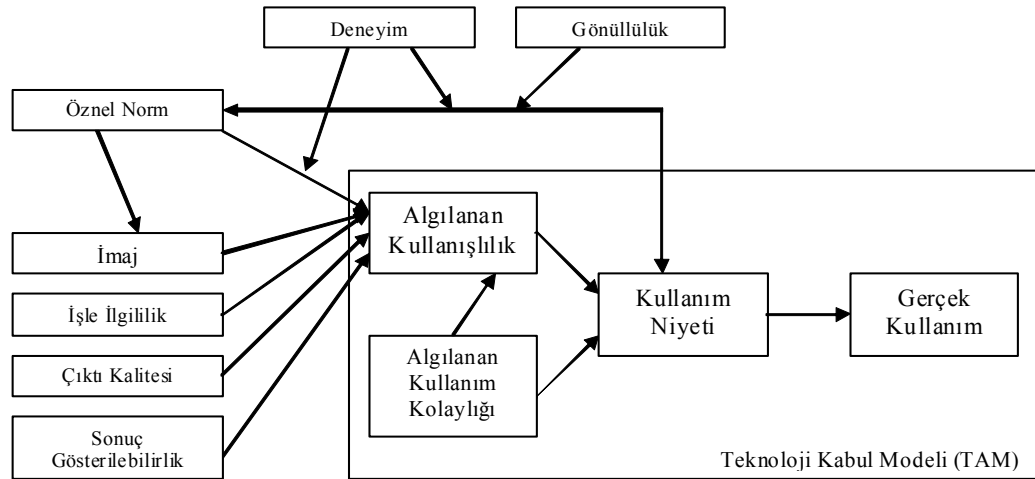 Deneyim
Gönüllülük
Öznel Norm
Algılanan
Kullanışlılık
İmaj
İşle İlgililik
Kullanım
Niyeti
Gerçek
Kullanım
Çıktı Kalitesi
Algılanan
Kullanım
Kolaylığı
Sonuç
Gösterilebilirlik
Teknoloji Kabul Modeli (TAM)